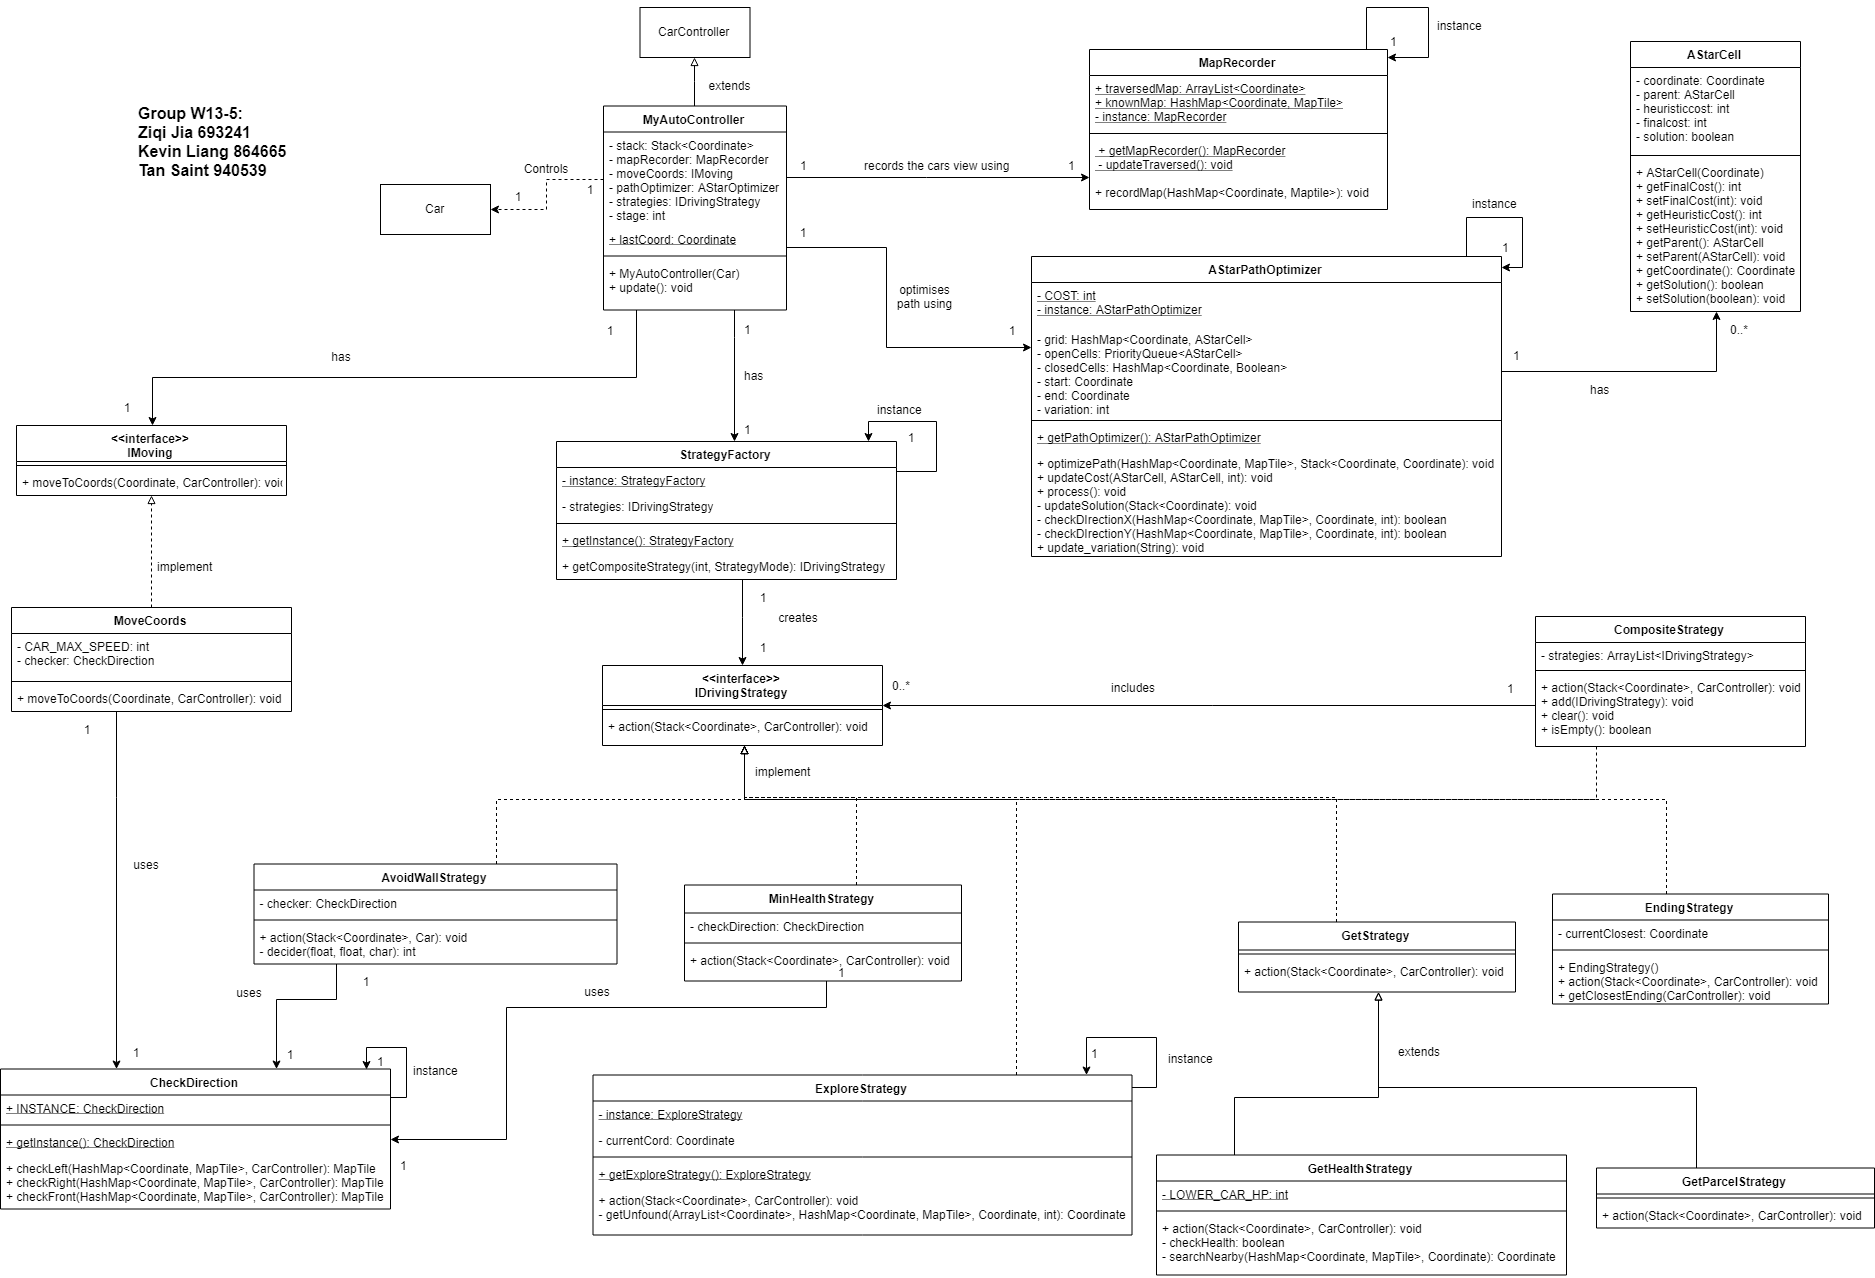 CarController
extends
Group W13-5:
Ziqi Jia 693241
Kevin Liang 864665
Tan Saint 940539
Controls
1
1
Car
MyAutoController
- stack: Stack<Coordinate>
- mapRecorder: MapRecorder
- moveCoords: IMoving
- pathOptimizer: AStarOptimizer
- strategies: IDrivingStrategy
- stage: int
+ lastCoord: Coordinate
+ MyAutoController(Car)
+ update(): void
1
records the cars view using
1
instance
1
MapRecorder
+ traversedMap: ArrayList<Coordinate>
+ knownMap: HashMap<Coordinate, MapTile>
- instance: MapRecorder
+ getMapRecorder(): MapRecorder
- updateTraversed(): void
+ recordMap(HashMap<Coordinate, Maptile>): void
AStarCell
- coordinate: Coordinate
- parent: AStarCell
- heuristiccost: int
- finalcost: int
- solution: boolean
+ AStarCell(Coordinate)
+ getFinalCost(): int
+ setFinalCost(int): void
+ getHeuristicCost(): int
+ setHeuristicCost(int): void
+ getParent(): AStarCell
+ setParent(AStarCell): void
+ getCoordinate(): Coordinate
+ getSolution(): boolean
+ setSolution(boolean): void
1
optimises
path using
1
instance
1
AStarPathOptimizer
- COST: int
- instance: AStarPathOptimizer
- grid: HashMap<Coordinate, AStarCell>
- openCells: PriorityQueue<AStarCell>
- closedCells: HashMap<Coordinate, Boolean>
- start: Coordinate
- end: Coordinate
- variation: int
+ getPathOptimizer(): AStarPathOptimizer
+ optimizePath(HashMap<Coordinate, MapTile>, Stack<Coordinate, Coordinate): void
+ updateCost(AStarCell, AStarCell, int): void
+ process(): void
- updateSolution(Stack<Coordinate): void
- checkDIrectionX(HashMap<Coordinate, MapTile>, Coordinate, int): boolean
- checkDIrectionY(HashMap<Coordinate, MapTile>, Coordinate, int): boolean
+ update_variation(String): void
1
has
0..*
1
has
1
1
has
1
<<interface>>
IMoving
+ moveToCoords(Coordinate, CarController): voi
implement
instance
1
StrategyFactory
- instance: StrategyFactory
- strategies: IDrivingStrategy
+ getInstance(): StrategyFactory
+ getCompositeStrategy(int, StrategyMode): IDrivingStrategy
1
creates
1
MoveCoords
- CAR_MAX_SPEED: int
- checker: CheckDirection
+ moveToCoords(Coordinate, CarController): void
1
uses
1
<<interface>>
IDrivingStrategy
+ action(Stack<Coordinate>, CarController): void
0..*
includes
1
CompositeStrategy
- strategies: ArrayList<IDrivingStrategy>
+ action(Stack<Coordinate>, CarController): void
+ add(IDrivingStrategy): void
+ clear(): void
+ isEmpty(): boolean
implement
AvoidWallStrategy
- checker: CheckDirection
+ action(Stack<Coordinate>, Car): void
- decider(float, float, char): int
1
uses
1
MinHealthStrategy
- checkDirection: CheckDirection
+ action(Stack<Coordinate>, CarController): void
1
uses
1
GetStrategy
+ action(Stack<Coordinate>, CarController): void
extends
EndingStrategy
- currentClosest: Coordinate
+ EndingStrategy()
+ action(Stack<Coordinate>, CarController): void
+ getClosestEnding(CarController): void
1
instance
CheckDirection
+ INSTANCE: CheckDirection
+ getInstance(): CheckDirection
+ checkLeft(HashMap<Coordinate, MapTile>, CarController): MapTile
+ checkRight(HashMap<Coordinate, MapTile>, CarController): MapTile
+ checkFront(HashMap<Coordinate, MapTile>, CarController): MapTile
1
instance
ExploreStrategy
- instance: ExploreStrategy
- currentCord: Coordinate
+ getExploreStrategy(): ExploreStrategy
+ action(Stack<Coordinate>, CarController): void
- getUnfound(ArrayList<Coordinate>, HashMap<Coordinate, MapTile>, Coordinate, int): Coordinate
GetHealthStrategy
- LOWER_CAR_HP: int
+ action(Stack<Coordinate>, CarController): void
- checkHealth: boolean
- searchNearby(HashMap<Coordinate, MapTile>, Coordinate): Coordinate
GetParcelStrategy
+ action(Stack<Coordinate>, CarController): void